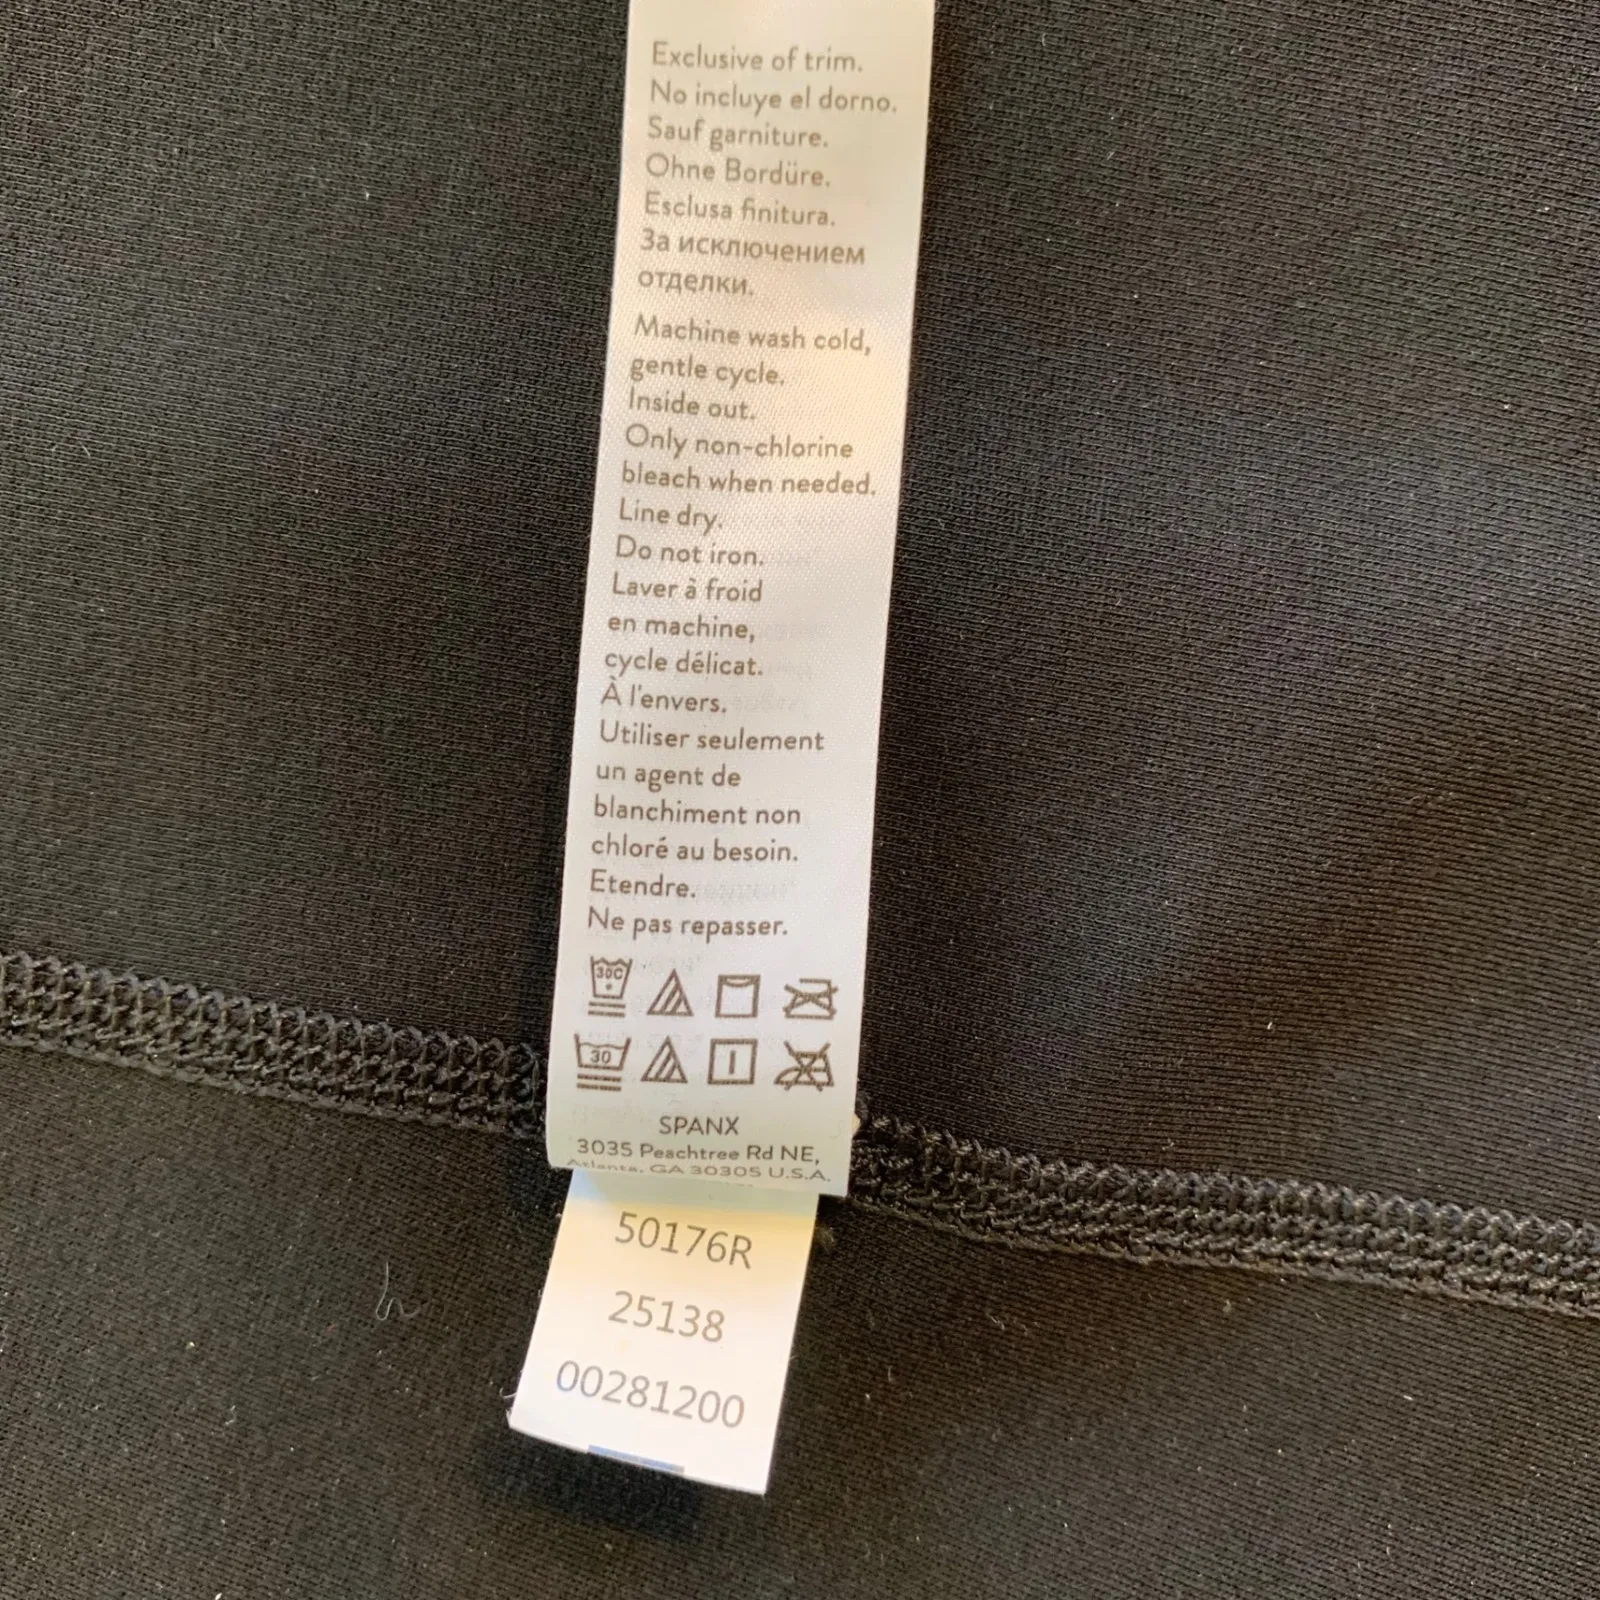 Exclusive of trim.
No incluye el dorno.
Sauf garniture.
Ohne Bordüre.
Esclusa finitura.
За исключением
отделки.
Machine wash cold,
gentle cycle.
Inside out.
Only non-chlorine
bleach when needed.
Line dry.
Do not iron.
Laver à froid
en machine,
cycle délicat.
À l'envers.
Utiliser seulement
un agent de
blanchiment non
chloré au besoin.
Etendre.
Ne pas repasser.
30C
30
SPANX
3035 Peachtree Rd NE,
Atlanta, GA 30305 U.S.A.
50176R
25138
00281200